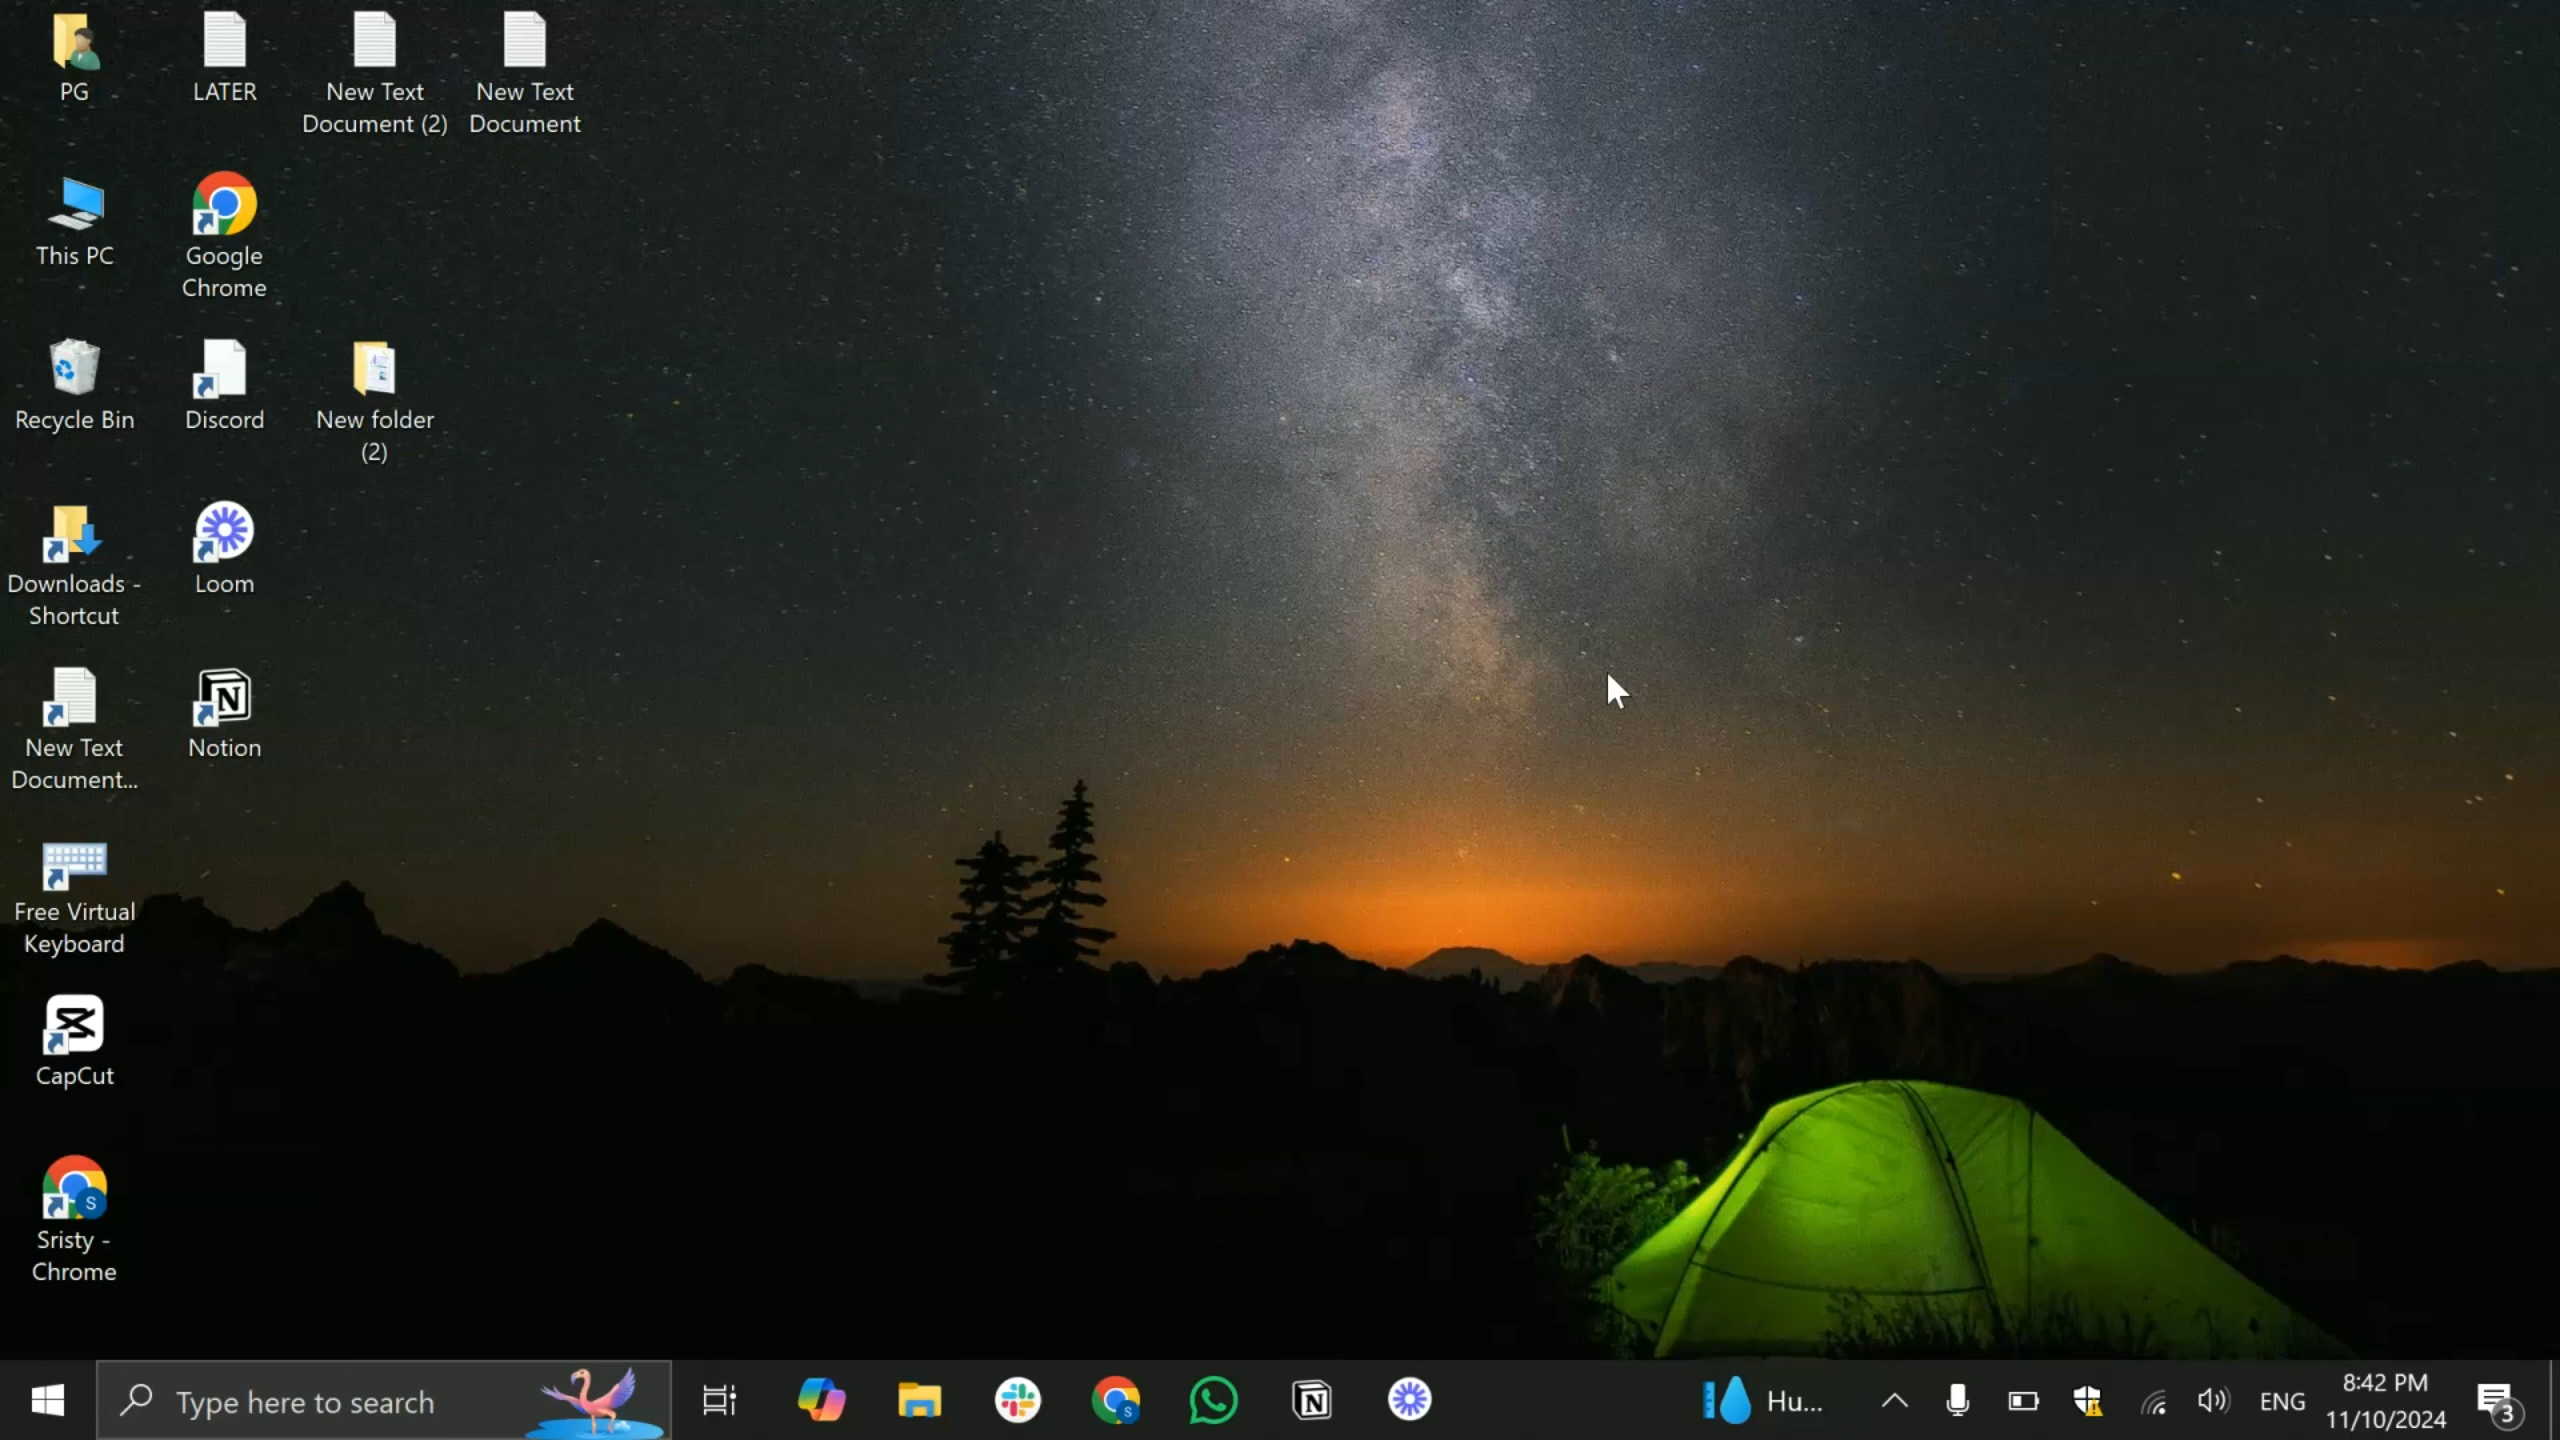 PG
LATER
New Text
Document (2)
New Text
Document
This PC
Google
Chrome
Recycle Bin
Discord
New folder
(2)
Downloads -
Shortcut
Loom
New Text
Document...
Notion
Free Virtual
Keyboard
CapCut
S
Sristy -
Chrome
Type here to search
S
Hu...
ENG
8:42 PM
11/10/2024
3